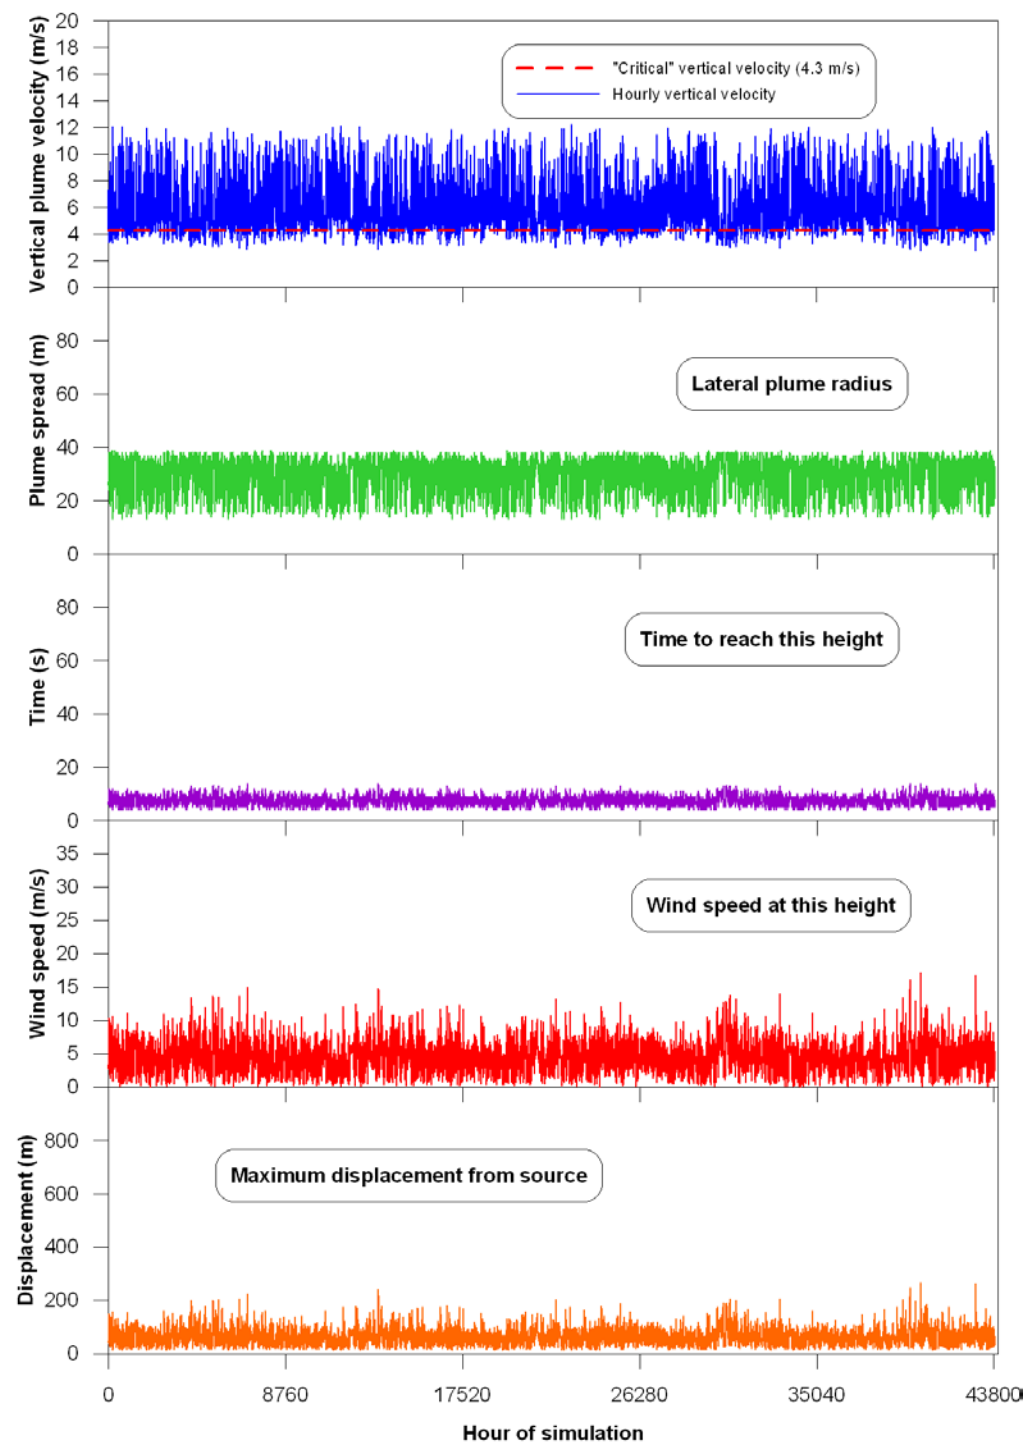 Vertical plume velocity (m/s)
20
18
16
14
12
10
8
6
4
2
0
"Critical" vertical velocity (4.3 m/s)
Hourly vertical velocity
Plume spread (m)
80
60
40
20
0
Lateral plume radius
Time (s)
80
60
40
20
0
Time to reach this height
Wind speed (m/s)
35
30
25
20
15
10
5
0
Wind speed at this height
Displacement (m)
800
600
400
200
0
Maximum displacement from source
0 8760 17520 26280 35040 43800
Hour of simulation